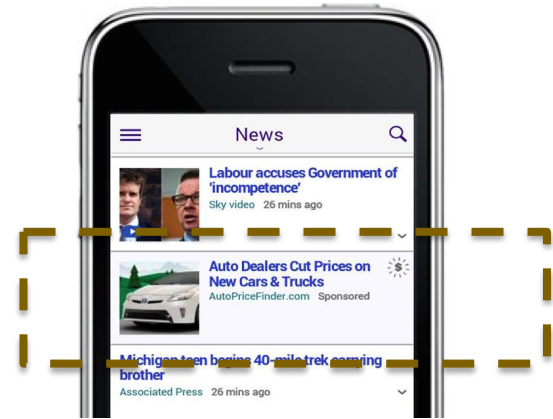 News
Labour accuses Government of
'incompetence'
Sky video 26 mins ago
Auto Dealers Cut Prices on
New Cars & Trucks
AutoPriceFinder.com Sponsored
$
Michigan teen begins 40-mile trek carrying
brother
Associated Press 26 mins ago